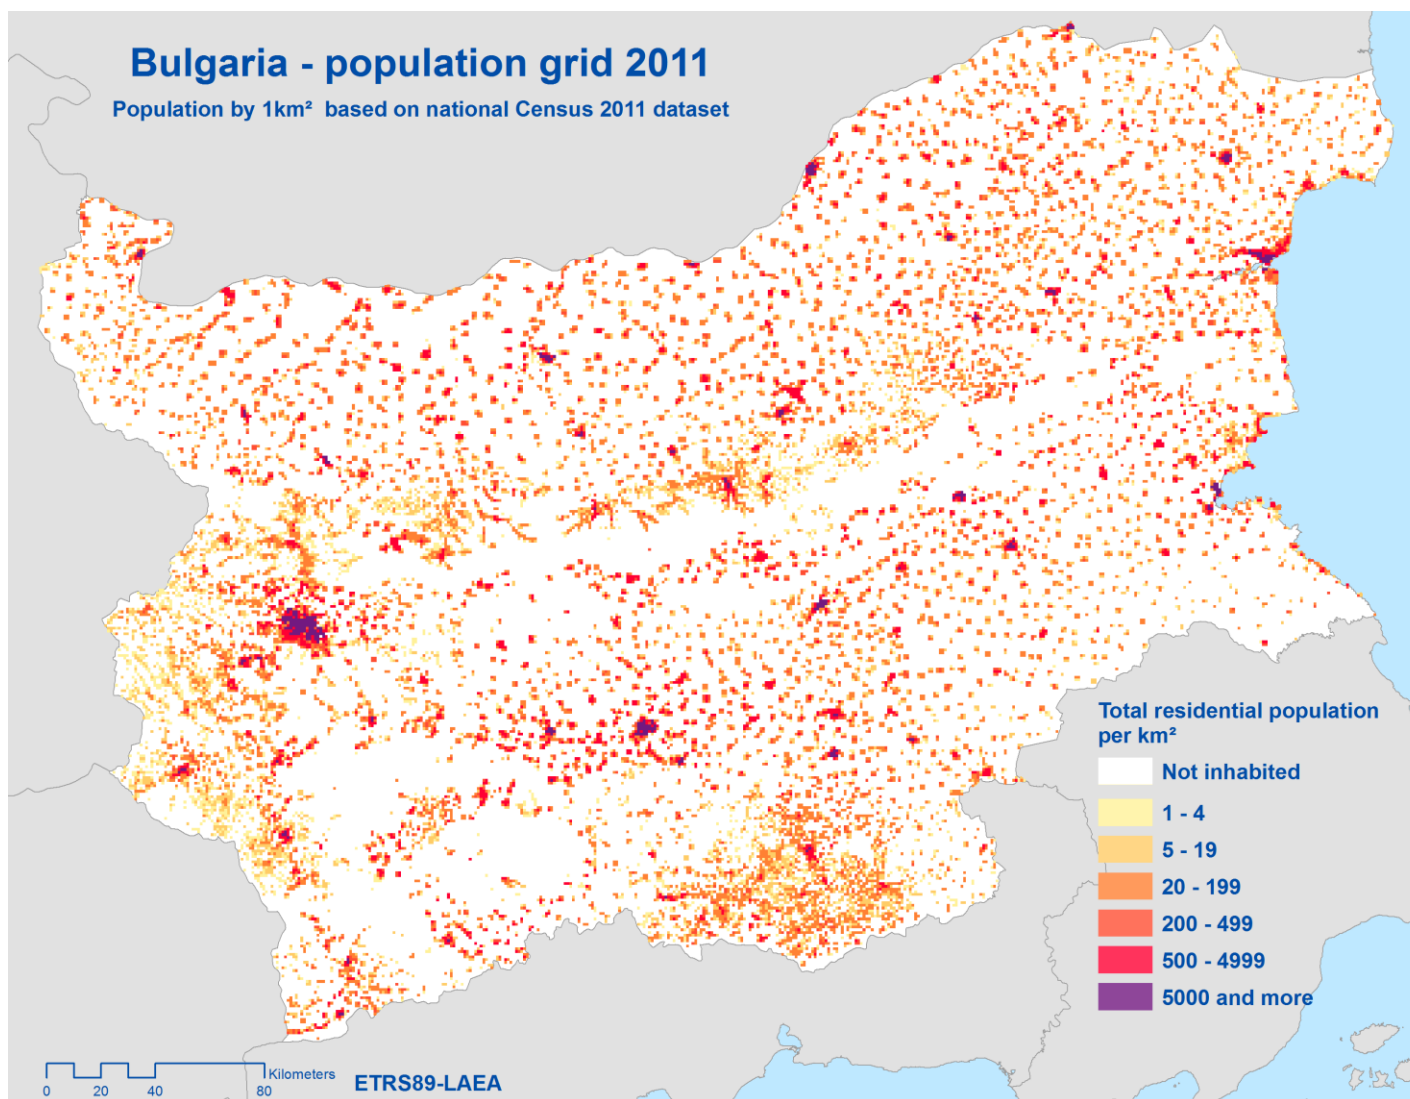 Bulgaria - population grid 2011
Population by 1km² based on national Census 2011 dataset
Total residential population
per km²
Not inhabited
1 - 4
5 - 19
20 - 199
200 - 499
500 - 4999
5000 and more
Kilometers
0 20 40 80
ETRS89-LAEA